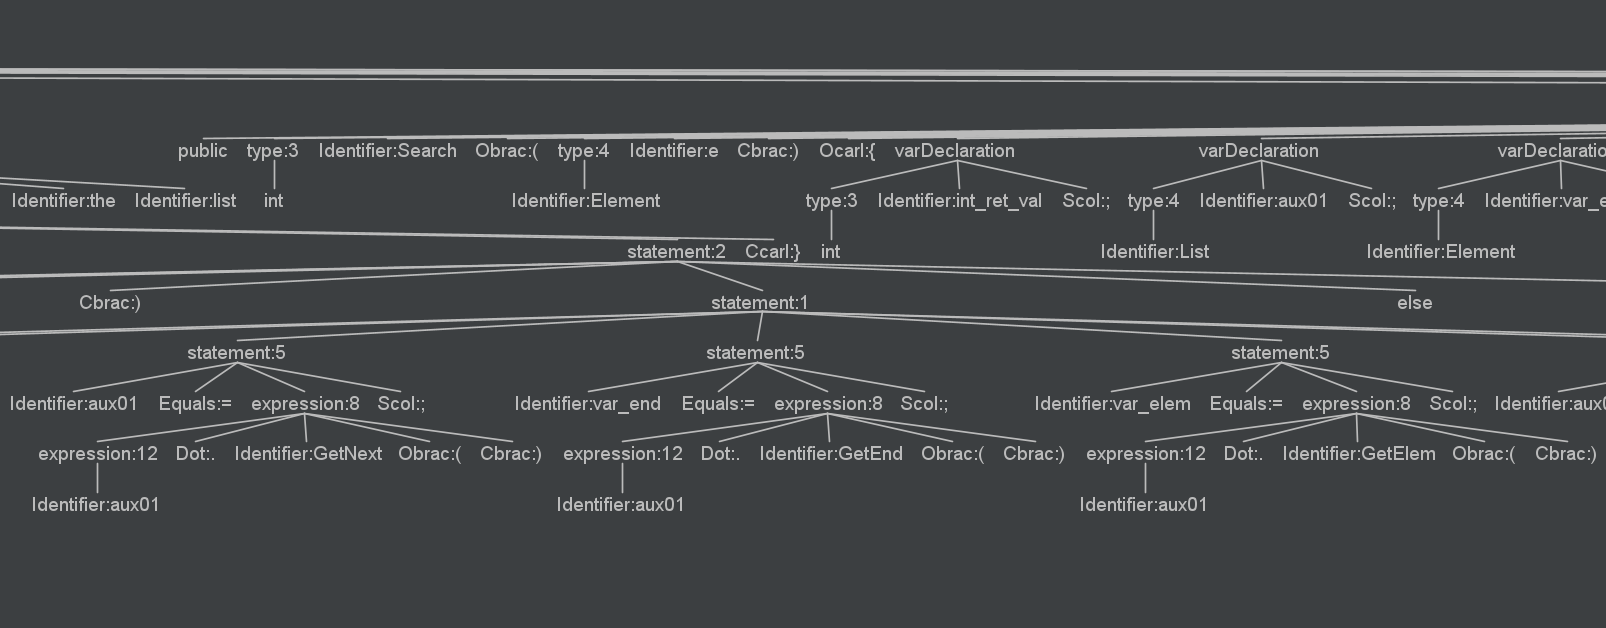 public type:3 Identifier:Search Obrac:( type:4 Identifier:e Cbrac:) Ocarl:{ varDeclaration varDeclaration
Identifier:the Identifier:list int Identifier:Element type:3 Identifier:int_ret_val Scol:; type:4 Identifier:aux01 Scol:; type:4
statement:2 Ccarl:} int Identifier:List Identifier:Element
Cbrac:) statement:1 else
statement:5 statement:5 statement:5
Identifier:aux01 Equals:= expression:8 Scol:; Identifier:var_end Equals:= expression:8 Scol:; Identifier:var_elem Equals:= expression:8 Scol:;
expression:12 Dot:. Identifier:GetNext Obrac:( Cbrac:) expression:12 Dot:. Identifier:GetEnd Obrac:( Cbrac:) expression:12 Dot:. Identifier:GetElem Obrac:( Cbrac:)
Identifier:aux01 Identifier:aux01 Identifier:aux01